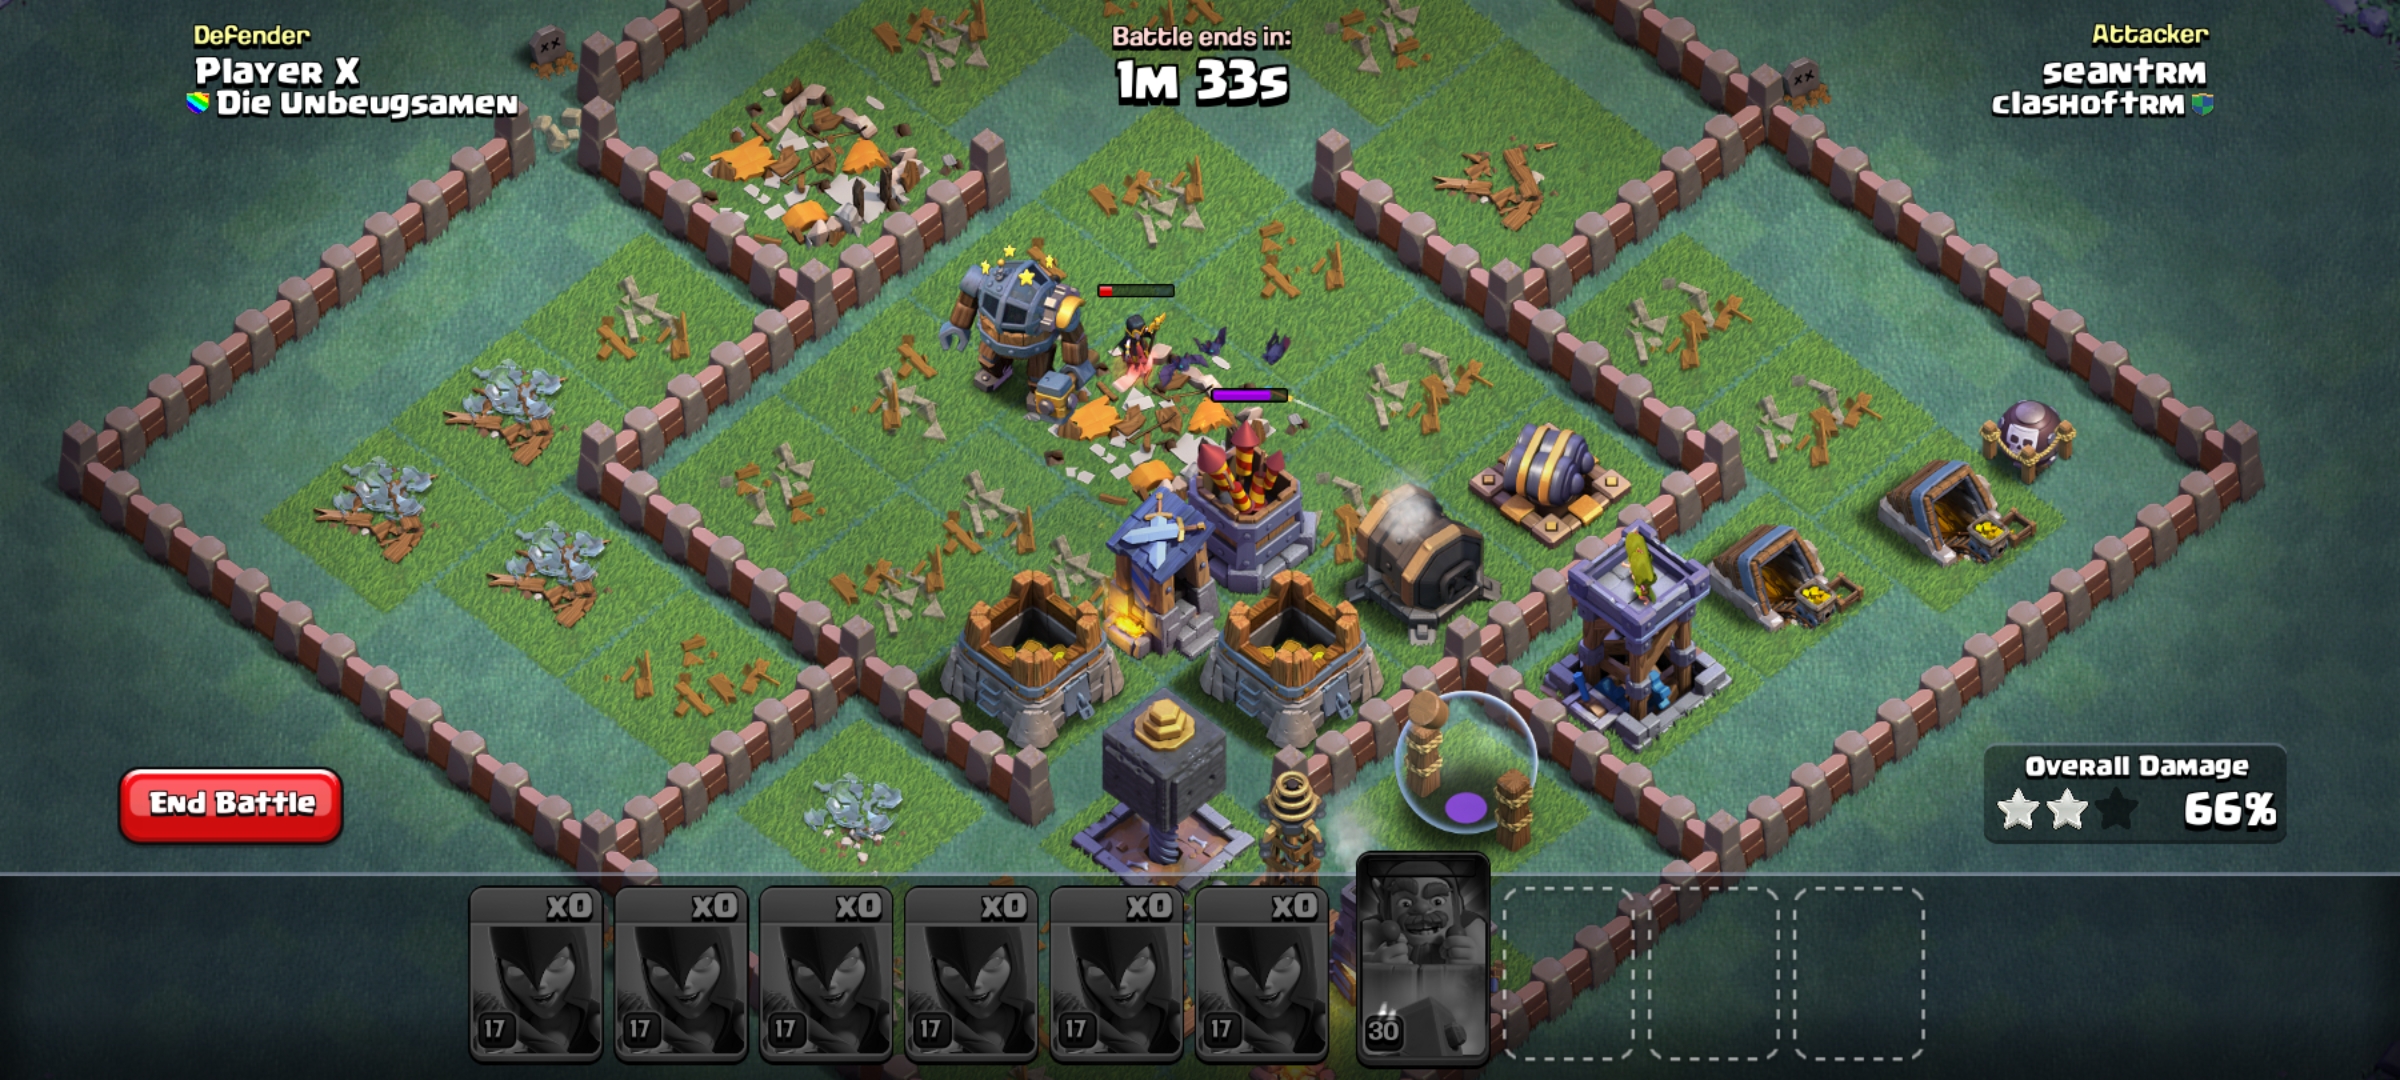 Defender
Player X
Die Unbeugsamen
Battle ends in:
1m 33s
Attacker
seantrm
clashoftrm
End Battle
Overall Damage
66%
x0 x0 x0 x0 x0 x0
17 17 17 17 17 17 30